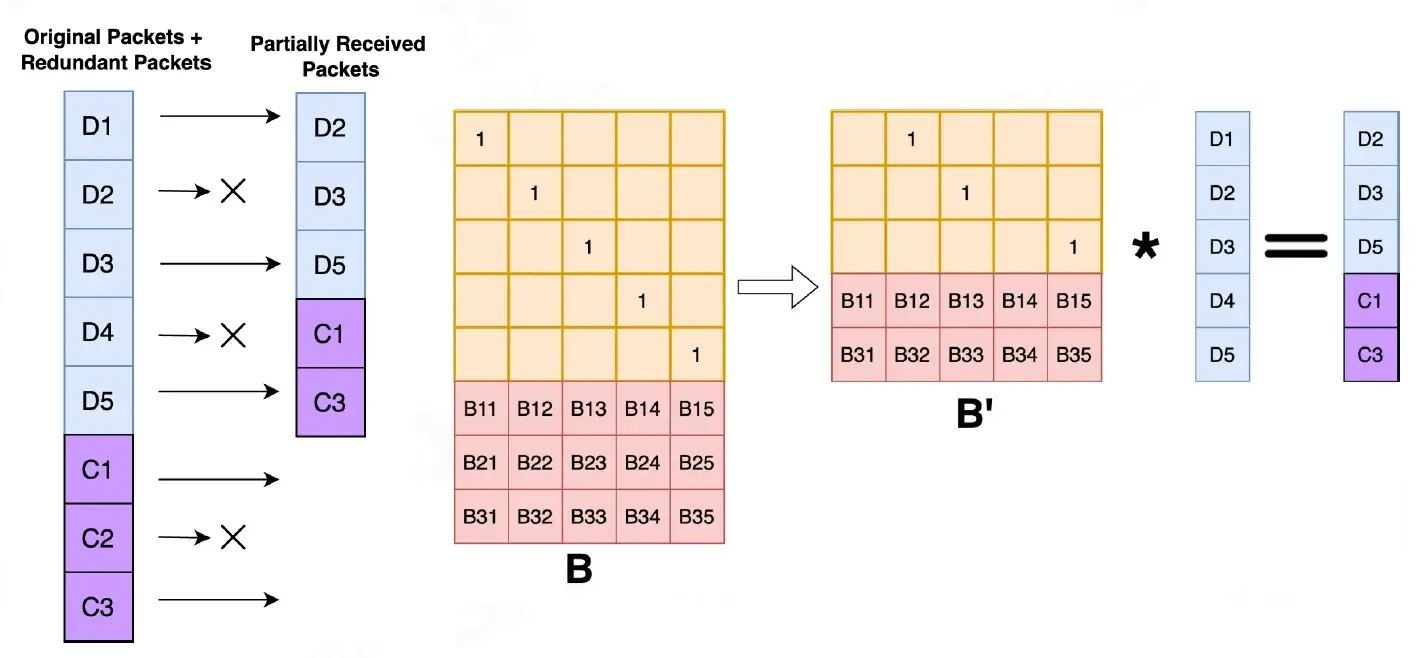 Original Packets +
Redundant Packets
D1
D2
D3
D4
D5
C1
C2
C3
Partially Received
Packets
D2
D3
D5
C1
C3
1
1
1
1
1
B11 B12 B13 B14 B15
B21 B22 B23 B24 B25
B31 B32 B33 B34 B35
B
1
1
1
B11 B12 B13 B14 B15
B31 B32 B33 B34 B35
B'
*
D1
D2
D3
D4
D5
=
D2
D3
D5
C1
C3